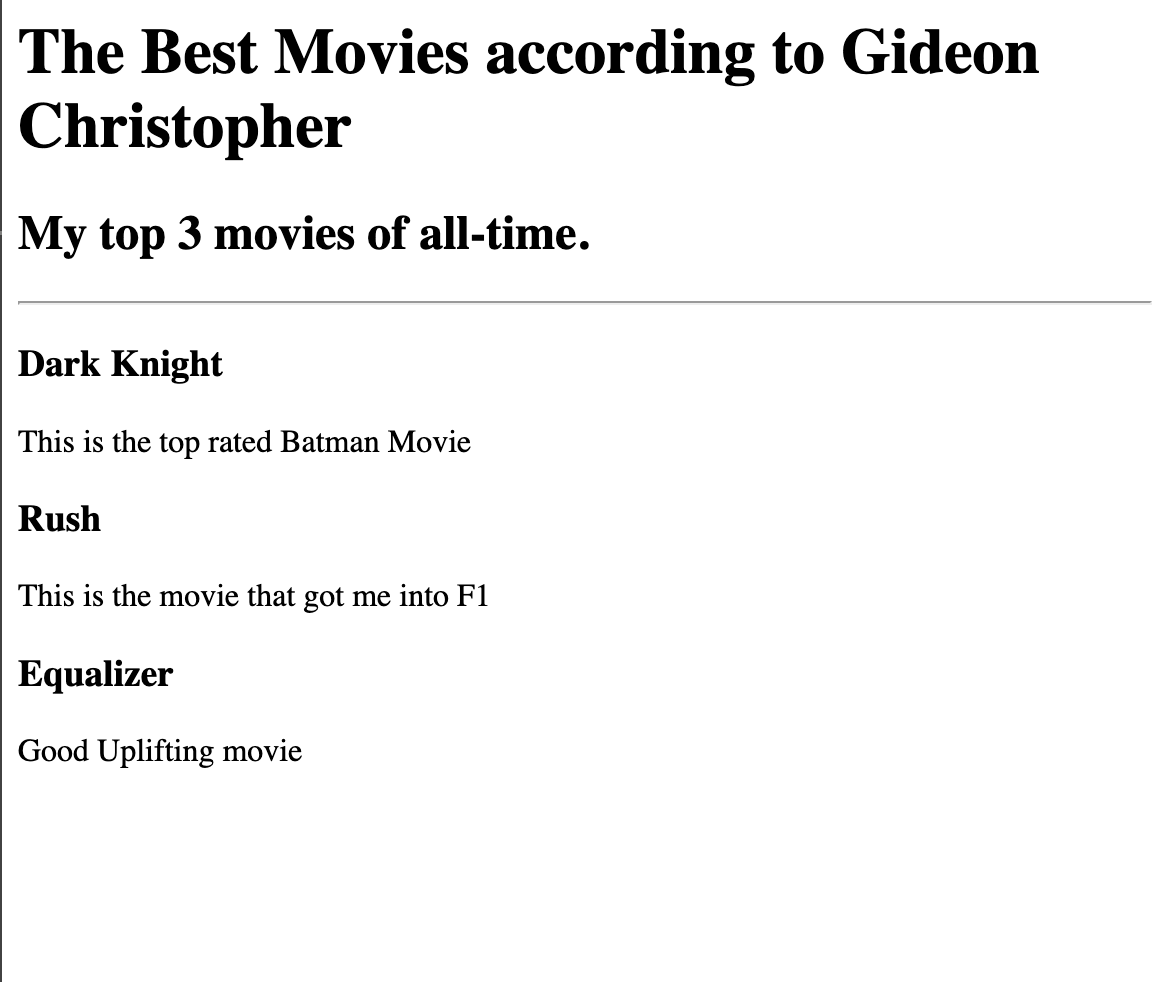 The Best Movies according to Gideon
Christopher
My top 3 movies of all-time.
Dark Knight
This is the top rated Batman Movie
Rush
This is the movie that got me into F1
Equalizer
Good Uplifting movie